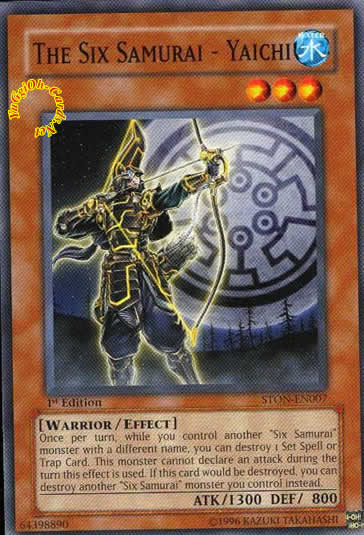 The Six Samurai - Yaichi
WATER
水
YuGiOh-Cards.Net
1st Edition
STON-EN007
[Warrior / Effect]
Once per turn, while you control another "Six Samurai"
monster with a different name, you can destroy 1 Set Spell or
Trap Card. This monster cannot declare an attack during the
turn this effect is used. If this card would be destroyed, you can
destroy another "Six Samurai" monster you control instead.
ATK/1300 DEF/ 800
64398890
©1996 KAZUKI TAKAHASHI